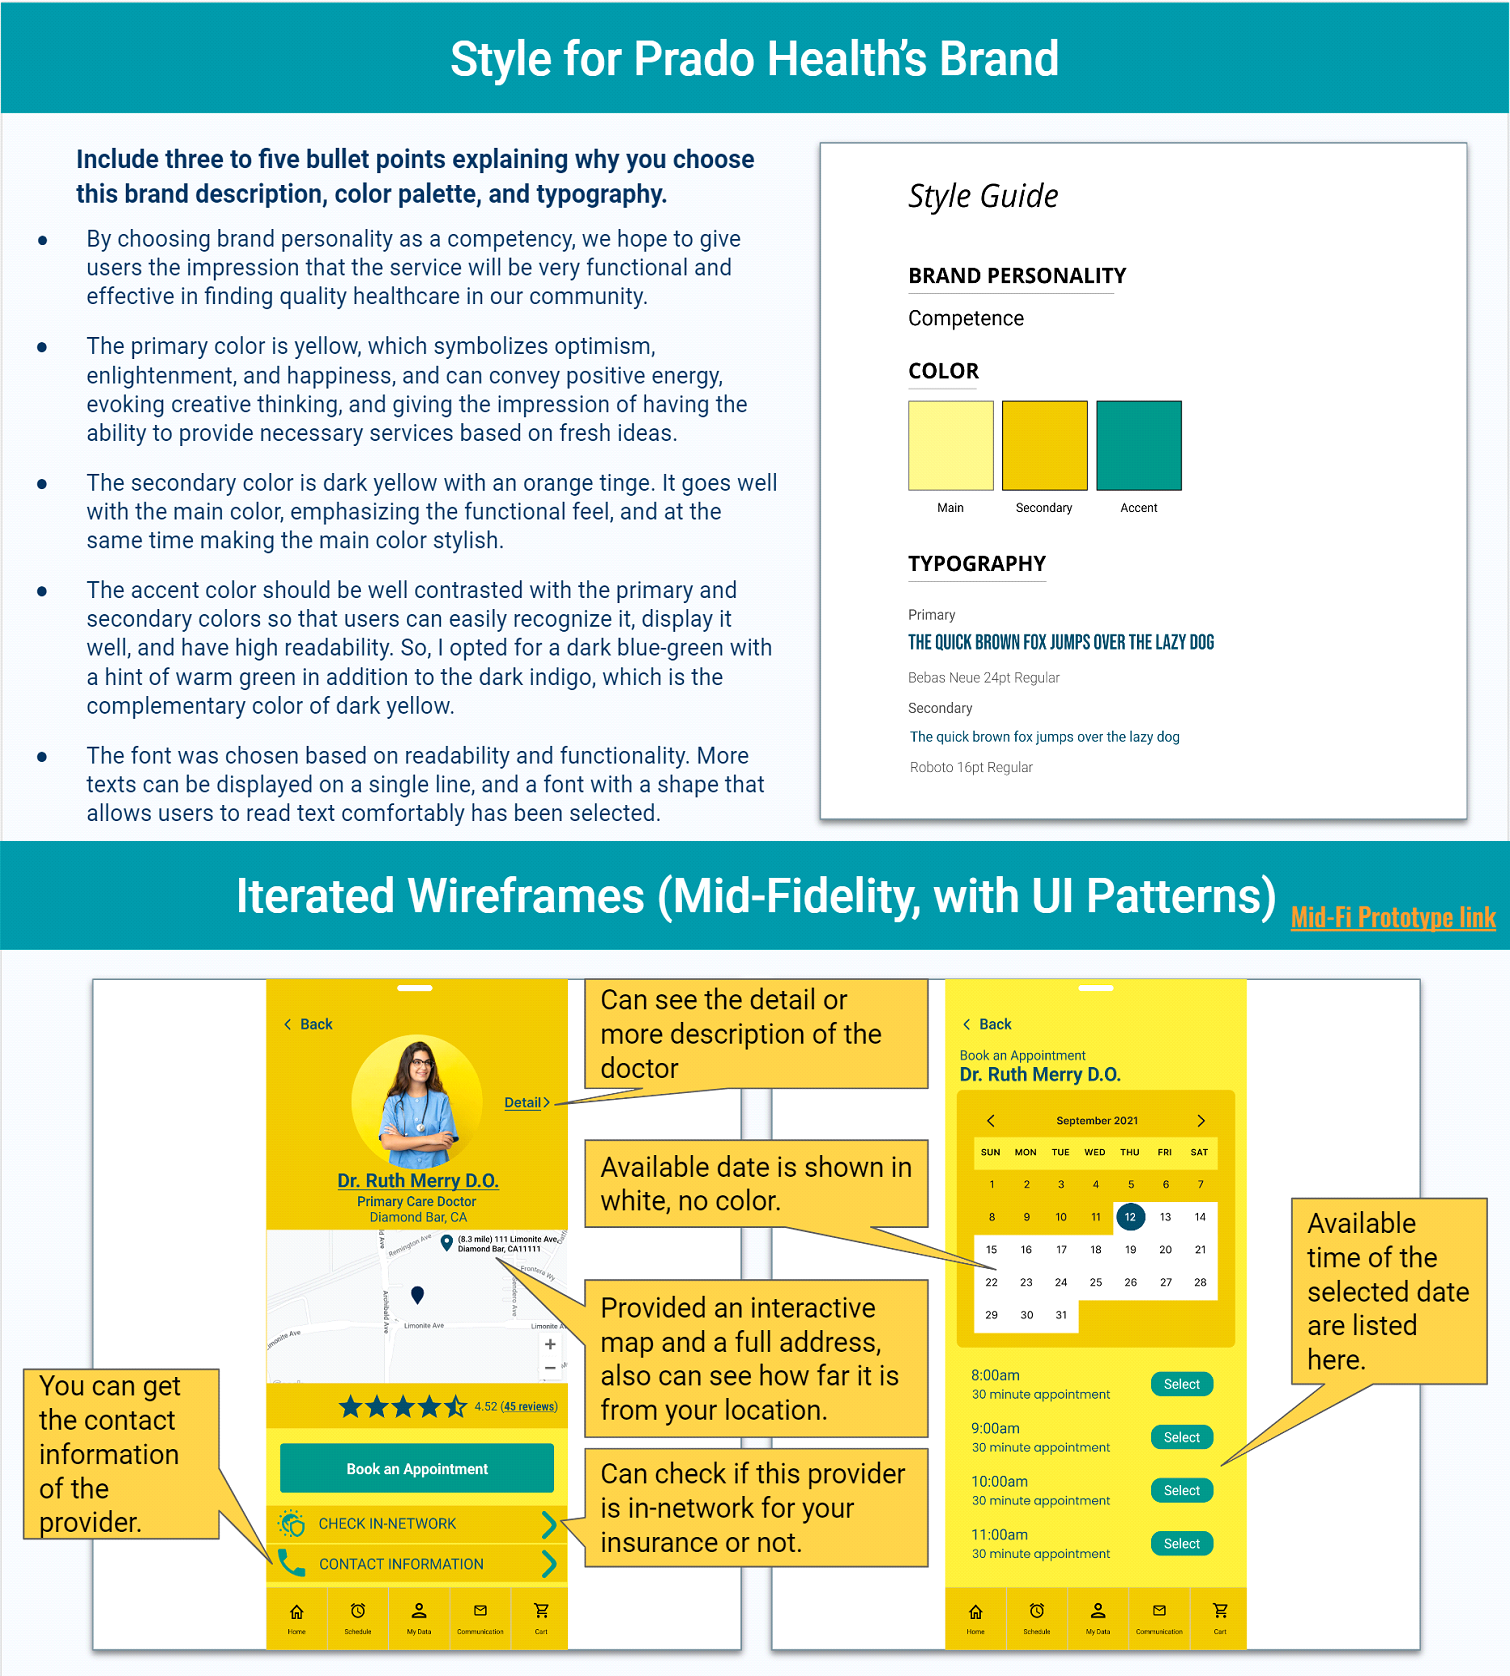 Style for Prado Health's Brand
Include three to five bullet points explaining why you choose
this brand description, color palette, and typography.
● By choosing brand personality as a competency, we hope to give
users the impression that the service will be very functional and
effective in finding quality healthcare in our community.
● The primary color is yellow, which symbolizes optimism,
enlightenment, and happiness, and can convey positive energy,
evoking creative thinking, and giving the impression of having the
ability to provide necessary services based on fresh ideas.
● The secondary color is dark yellow with an orange tinge. It goes well
with the main color, emphasizing the functional feel, and at the
same time making the main color stylish.
● The accent color should be well contrasted with the primary and
secondary colors so that users can easily recognize it, display it
well, and have high readability. So, I opted for a dark blue-green with
a hint of warm green in addition to the dark indigo, which is the
complementary color of dark yellow.
● The font was chosen based on readability and functionality. More
texts can be displayed on a single line, and a font with a shape that
allows users to read text comfortably has been selected.
Style Guide
BRAND PERSONALITY
Competence
COLOR
Main Secondary Accent
TYPOGRAPHY
Primary
THE QUICK BROWN FOX JUMPS OVER THE LAZY DOG
Bebas Neue 24pt Regular
Secondary
The quick brown fox jumps over the lazy dog
Roboto 16pt Regular
Iterated Wireframes (Mid-Fidelity, with UI Patterns)
Mid-Fi Prototype link
Back
Detail
Dr. Ruth Merry D.O.
Primary Care Doctor
Diamond Bar, CA
(8.3 mile) 111 Limonite Ave,
Diamond Bar, CA11111
Remington Ave
Frontera Wy
Archibald Ave
Sendero Ave
Limonite Ave
Limonite A
imonite Ave
d Ave
+
−
4.52 (45 reviews)
Book an Appointment
CHECK IN-NETWORK
CONTACT INFORMATION
Home Schedule My Data Communication Cart
You can get
the contact
information
of the
provider.
Can see the detail or
more description of the
doctor
Available date is shown in
white, no color.
Provided an interactive
map and a full address,
also can see how far it is
from your location.
Can check if this provider
is in-network for your
insurance or not.
Back
Book an Appointment
Dr. Ruth Merry D.O.
September 2021
SUN MON TUE WED THU FRI SAT
1 2 3 4 5 6 7
8 9 10 11 12 13 14
15 16 17 18 19 20 21
22 23 24 25 26 27 28
29 30 31
8:00am
30 minute appointment
Select
9:00am
30 minute appointment
Select
10:00am
30 minute appointment
Select
11:00am
30 minute appointment
Select
Home Schedule My Data Communication Cart
Available
time of the
selected date
are listed
here.